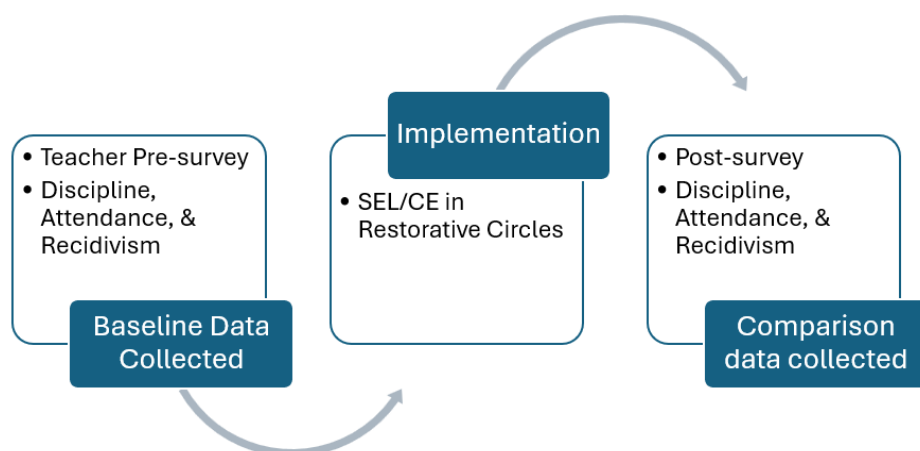 • Teacher Pre-survey
• Discipline,
Attendance, &
Recidivism
Baseline Data
Collected
Implementation
• SEL/CE in
Restorative Circles
• Post-survey
• Discipline,
Attendance, &
Recidivism
Comparison
data collected